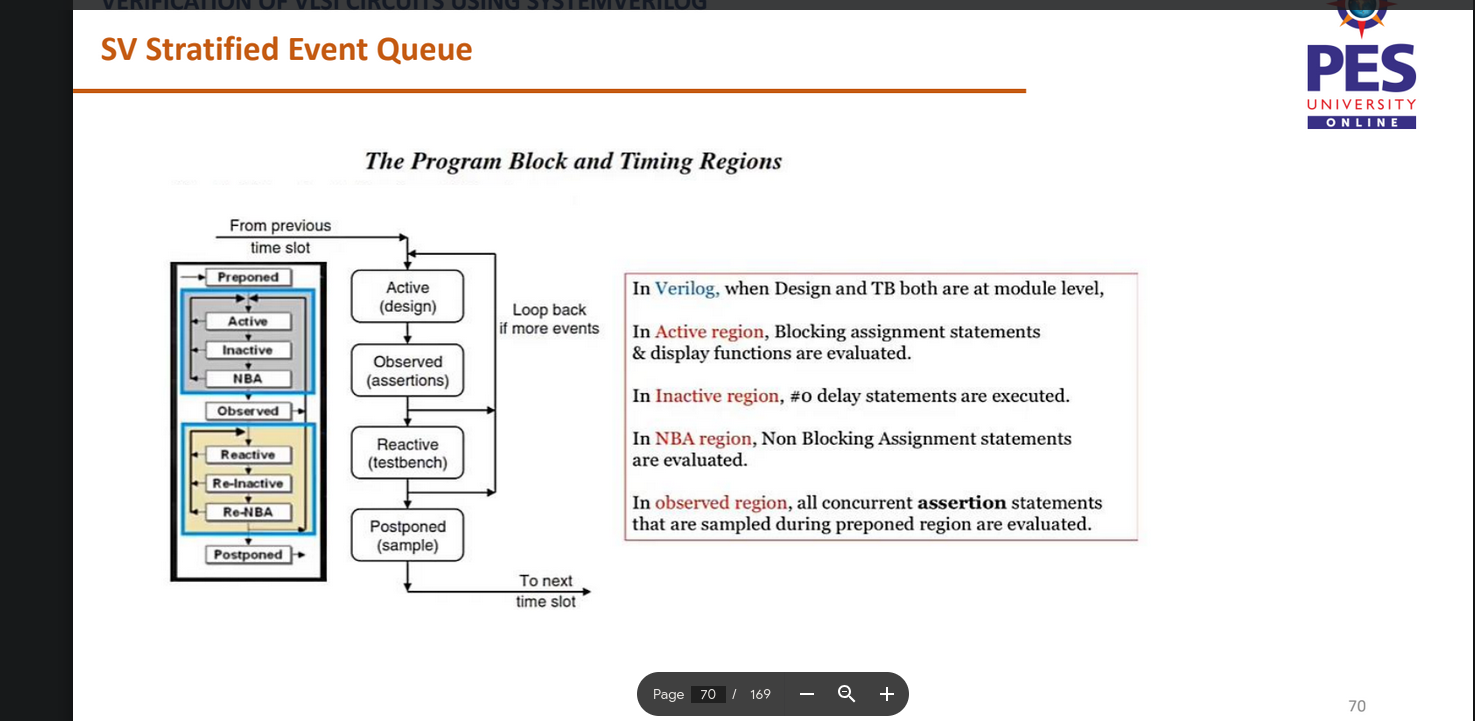 VERIFICATION OF VLSI CIRCUITS USING SYSTEMVERILOG
SV Stratified Event Queue
PES
UNIVERSITY
ONLINE
The Program Block and Timing Regions
From previous
time slot
Preponed
Active
Inactive
NBA
Observed
Reactive
Re-Inactive
Re-NBA
Postponed
Active
(design)
Observed
(assertions)
Reactive
(testbench)
Postponed
(sample)
Loop back
if more events
To next
time slot
In Verilog, when Design and TB both are at module level,
In Active region, Blocking assignment statements
& display functions are evaluated.
In Inactive region, #0 delay statements are executed.
In NBA region, Non Blocking Assignment statements
are evaluated.
In observed region, all concurrent assertion statements
that are sampled during preponed region are evaluated.
Page 70 / 169
70